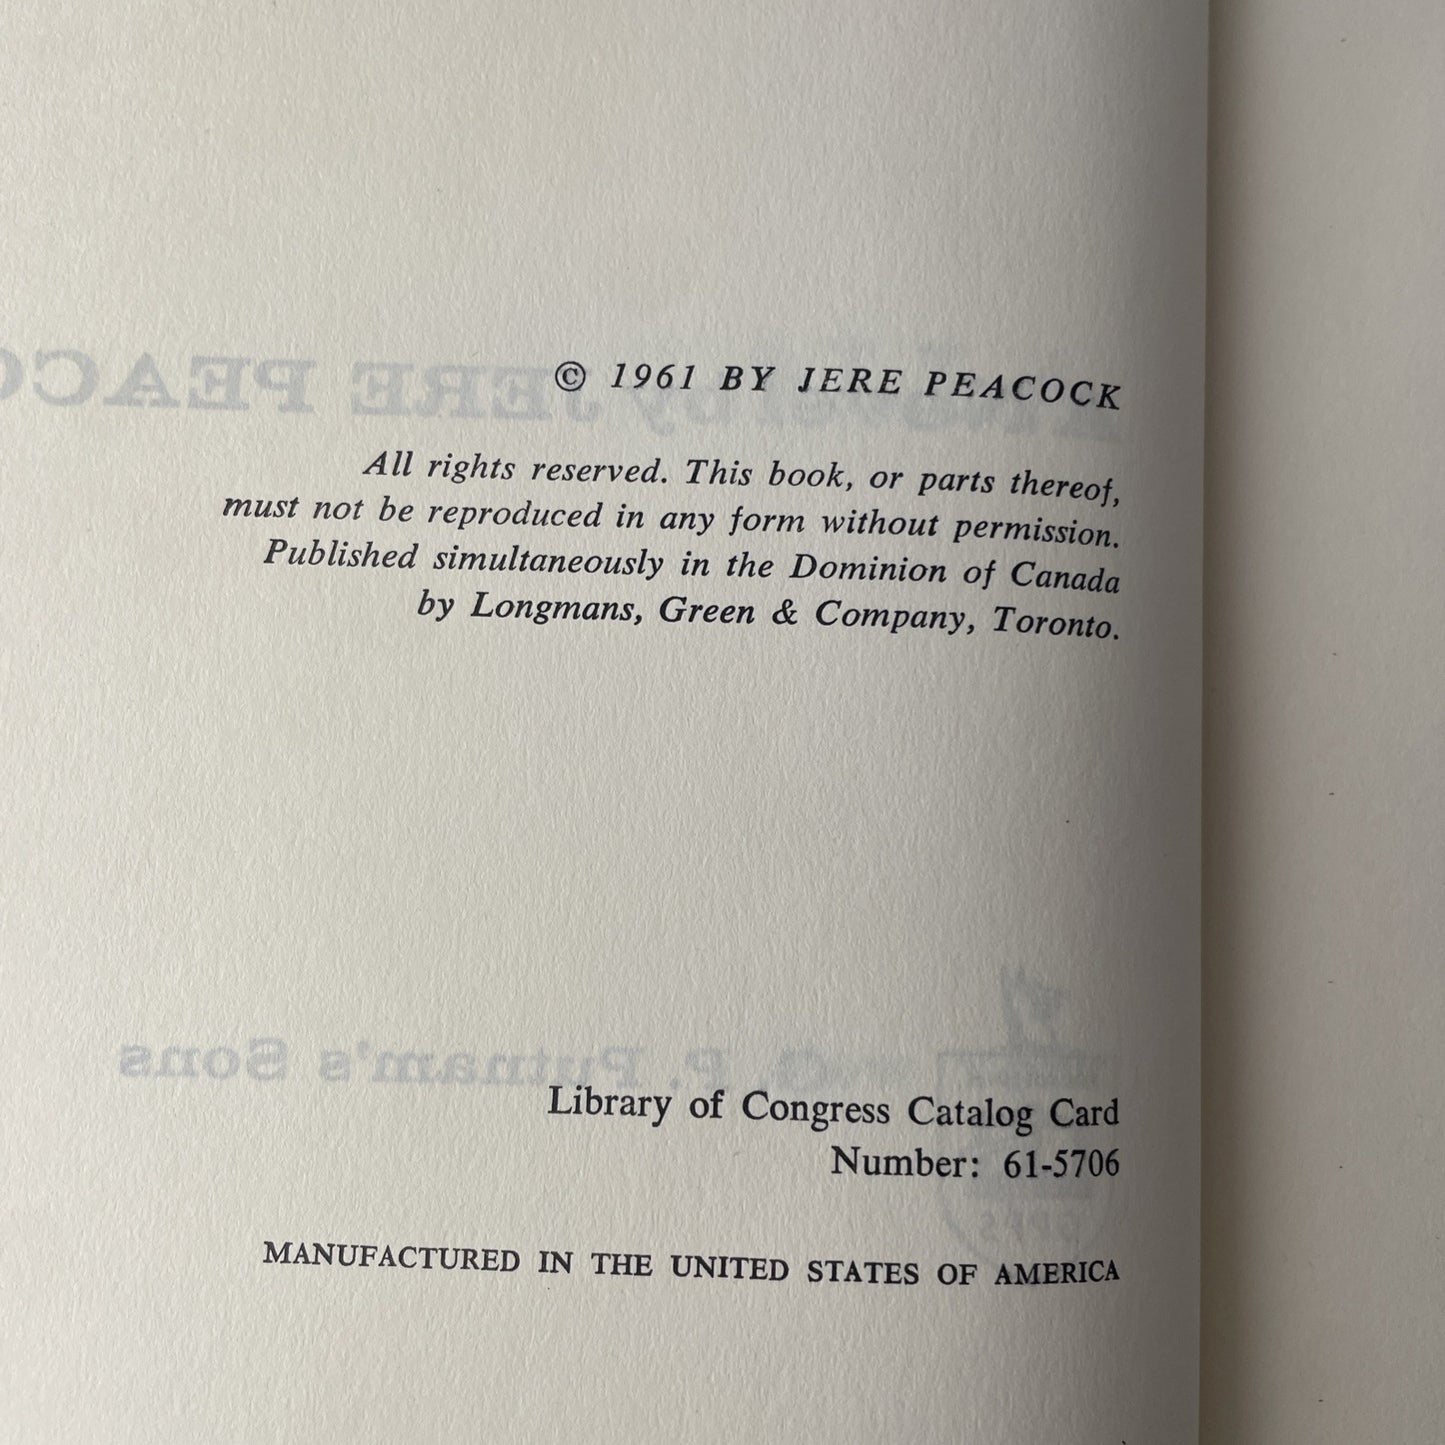 © 1961 BY JERE PEACOCK
All rights reserved. This book, or parts thereof,
must not be reproduced in any form without permission.
Published simultaneously in the Dominion of Canada
by Longmans, Green & Company, Toronto.
G. P. Putnam's Sons
Library of Congress Catalog Card
Number: 61-5706
MANUFACTURED IN THE UNITED STATES OF AMERICA